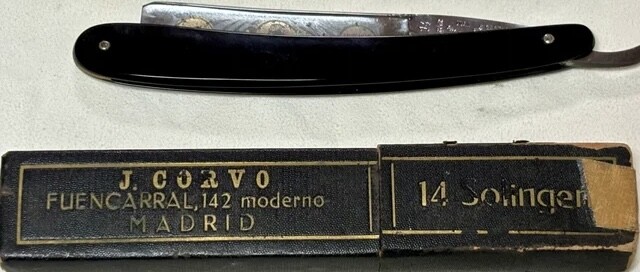 J. CORVO
FUENCARRAL, 142 moderno
MADRID
14 Solingen